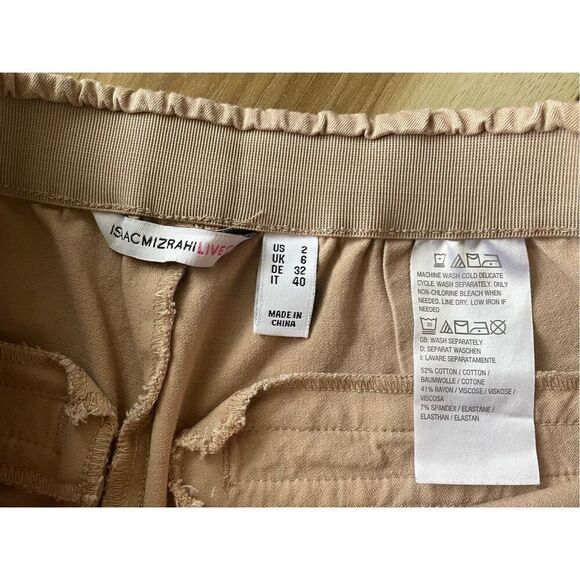 ISAACMIZRAHILIVE!
US 2
UK 6
DE 32
IT 40
MADE IN
CHINA
MACHINE WASH COLD DELICATE
CYCLE. WASH SEPARATELY. ONLY
NON-CHLORINE BLEACH WHEN
NEEDED. LINE DRY. LOW IRON IF
NEEDED.
30
GB: WASH SEPARATELY
D: SEPARAT WASCHEN
I: LAVARE SEPARATAMENTE
52% COTTON / COTTON /
BAUMWOLLE / COTONE
41% RAYON / VISCOSE / VISKOSE /
VISCOSA
7% SPANDEX / ELASTANE /
ELASTHAN / ELASTAN